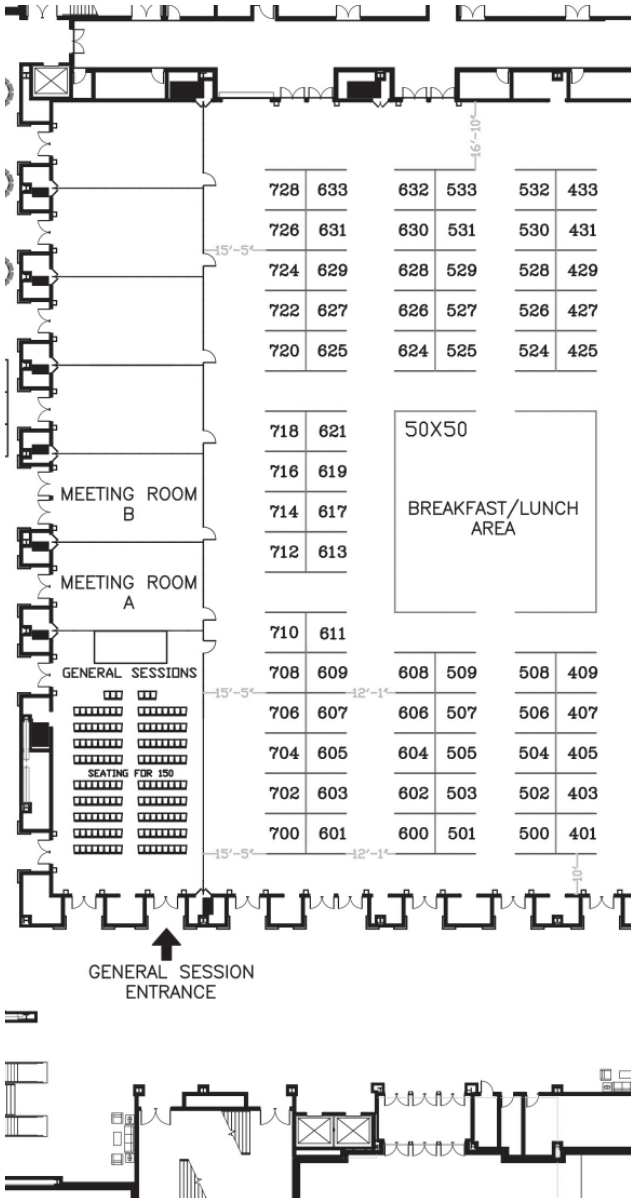 16'-10"
728 633 632 533 532 433
726 631 630 531 530 431
15'-5"
724 629 628 529 528 429
722 627 626 527 526 427
720 625 624 525 524 425
718 621 50X50
716 619
MEETING ROOM
B
714 617
BREAKFAST/LUNCH
AREA
712 613
MEETING ROOM
A
710 611
GENERAL SESSIONS
708 609 608 509 508 409
15'-5" 12'-1"
706 607 606 507 506 407
704 605 604 505 504 405
SEATING FOR 150
702 603 602 503 502 403
700 601 600 501 500 401
15'-5" 12'-1"
10'
GENERAL SESSION
ENTRANCE